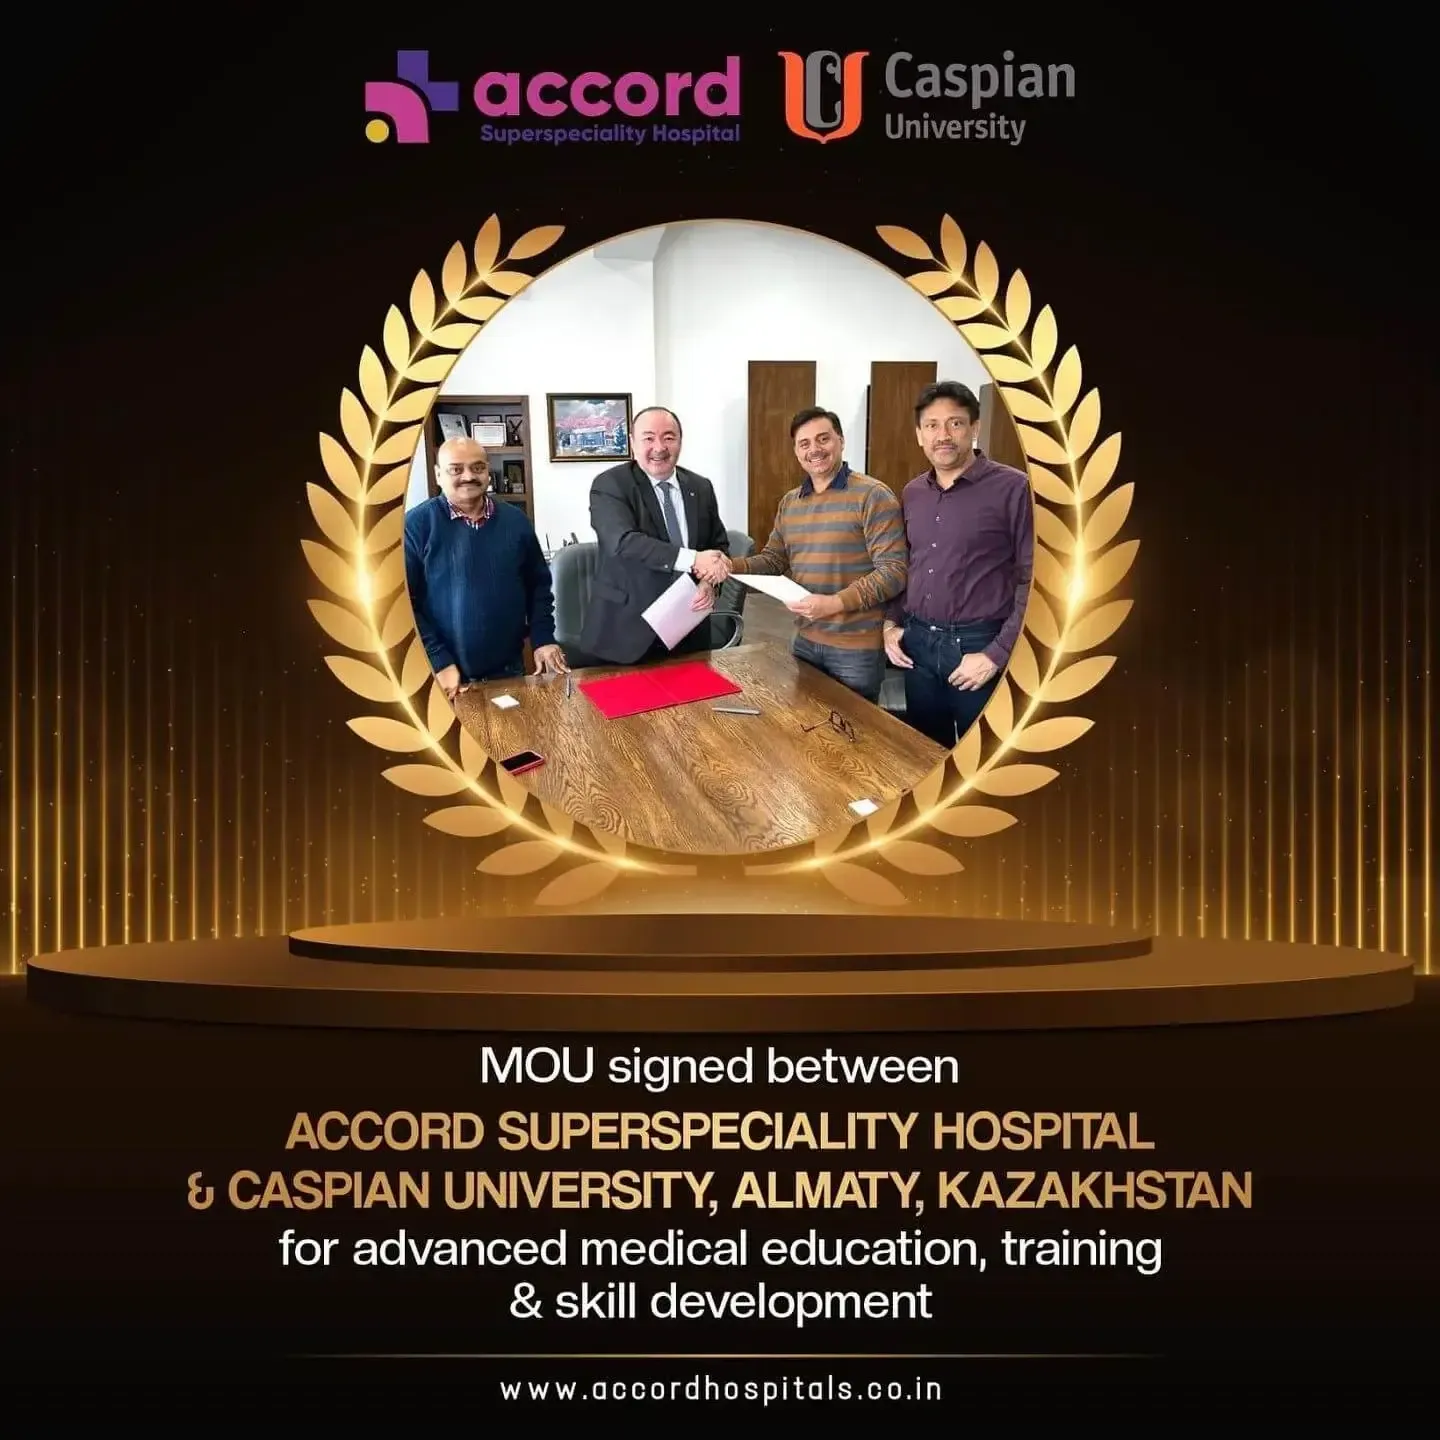 accord
Superspeciality Hospital
Caspian
University
MOU signed between
ACCORD SUPERSPECIALITY HOSPITAL
& CASPIAN UNIVERSITY, ALMATY, KAZAKHSTAN
for advanced medical education, training
& skill development
www.accordhospitals.co.in